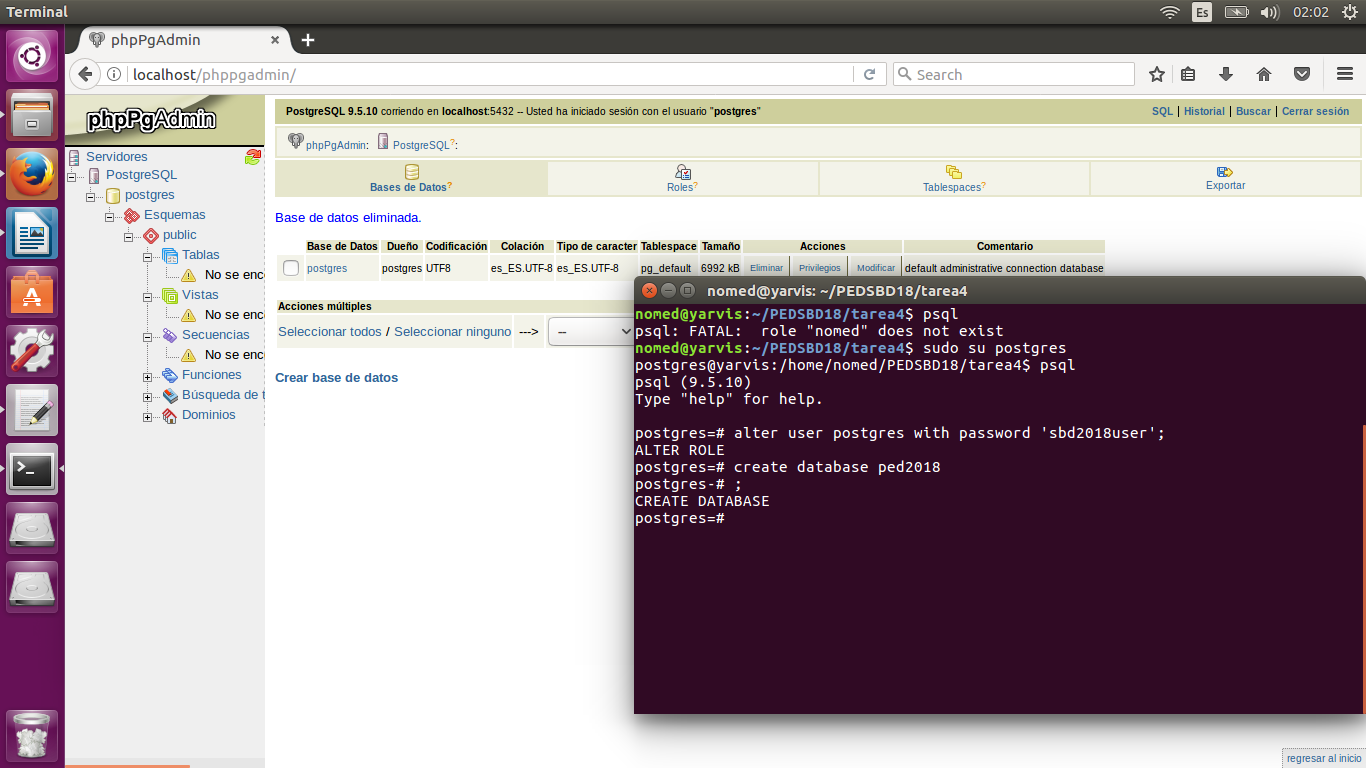 Terminal
Es
02:02
phpPgAdmin
localhost/phppgadmin/
Search
phpPgAdmin
Servidores
PostgreSQL
postgres
Esquemas
public
Tablas
No se enc
Vistas
No se enc
Secuencias
No se enc
Funciones
Búsqueda de t
Dominios
PostgreSQL 9.5.10 corriendo en localhost:5432 -- Usted ha iniciado sesión con el usuario "postgres"
SQL | Historial | Buscar | Cerrar sesión
phpPgAdmin: PostgreSQL?:
Bases de Datos? Roles? Tablespaces? Exportar
Base de datos eliminada.
Base de Datos Dueño Codificación Colación Tipo de caracter Tablespace Tamaño Acciones Comentario
postgres postgres UTF8 es_ES.UTF-8 es_ES.UTF-8 pg_default 6992 kB Eliminar Privilegios Modificar default administrative connection database
Acciones múltiples
Seleccionar todos / Seleccionar ninguno ---> --
Crear base de datos
nomed@yarvis: ~/PEDSBD18/tarea4
nomed@yarvis:~/PEDSBD18/tarea4$ psql
psql: FATAL:  role "nomed" does not exist
nomed@yarvis:~/PEDSBD18/tarea4$ sudo su postgres
postgres@yarvis:/home/nomed/PEDSBD18/tarea4$ psql
psql (9.5.10)
Type "help" for help.
postgres=# alter user postgres with password 'sbd2018user';
ALTER ROLE
postgres=# create database ped2018
postgres-# ;
CREATE DATABASE
postgres=#
regresar al inicio